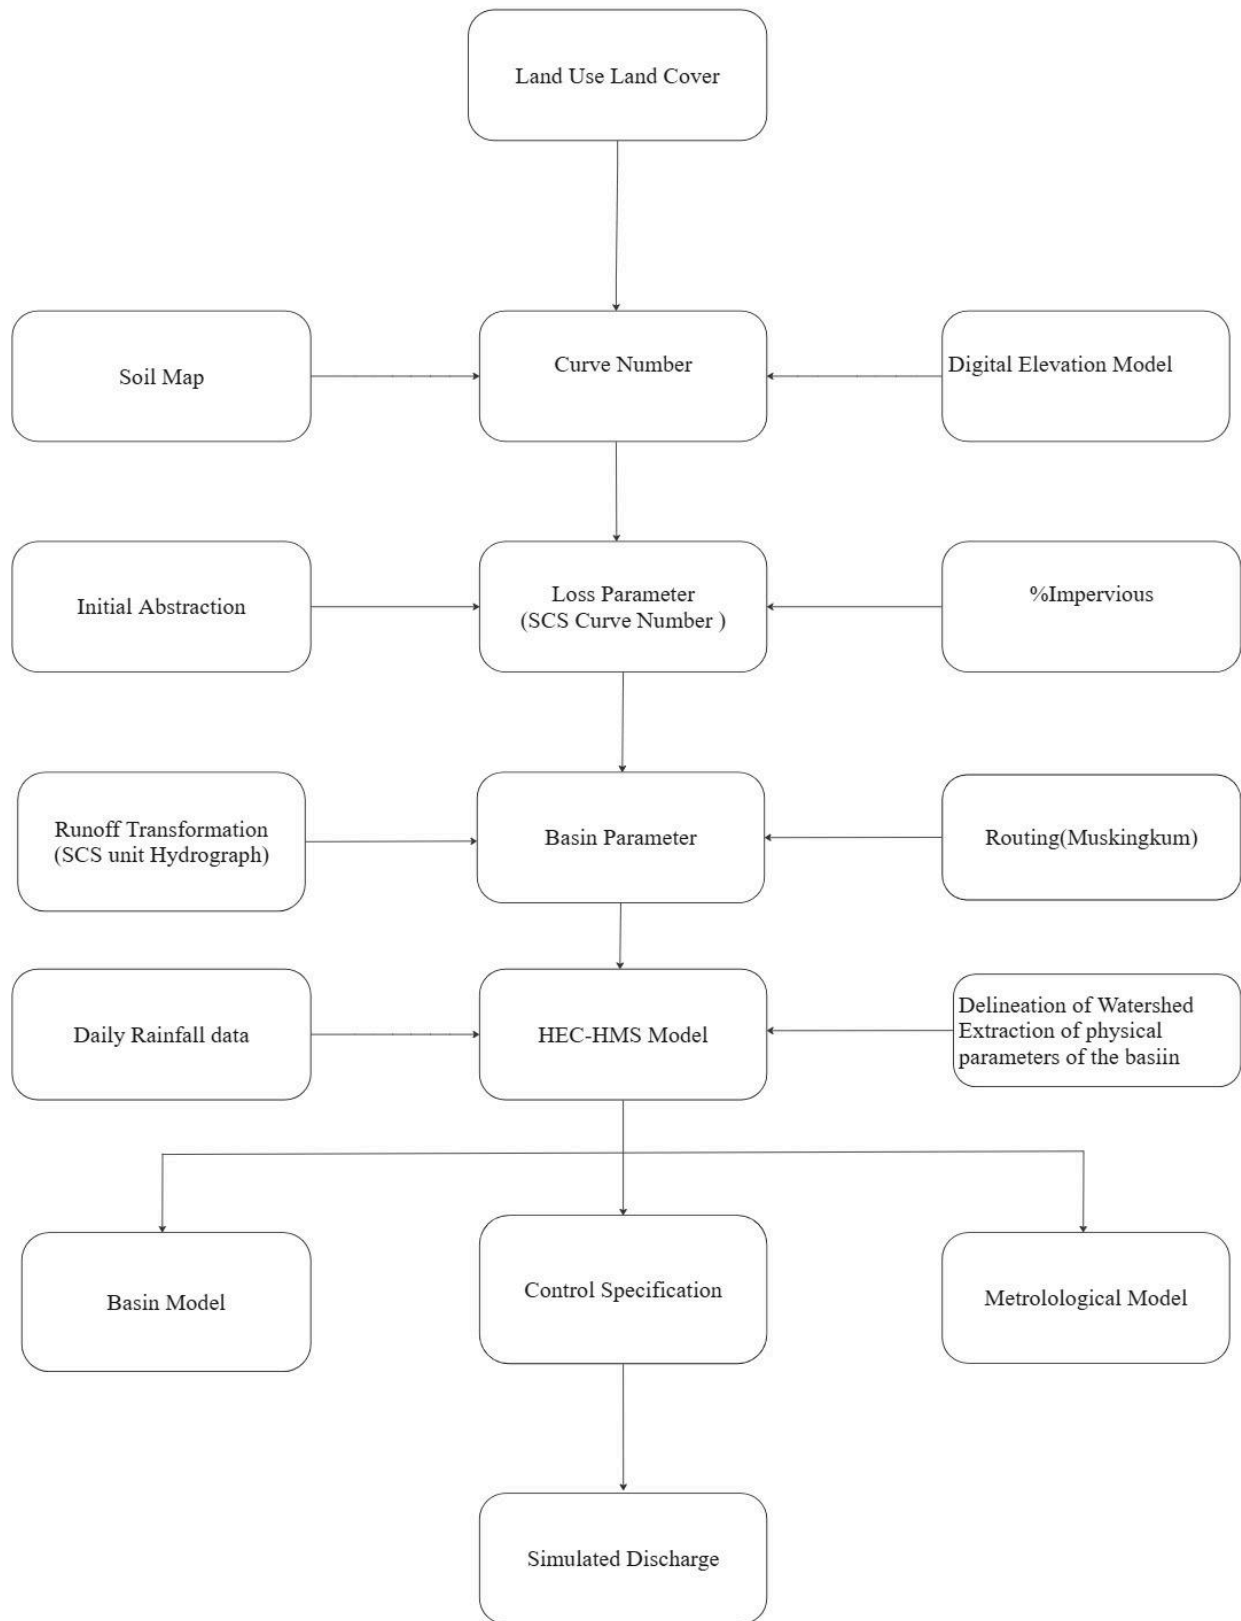 Land Use Land Cover
Soil Map
Curve Number
Digital Elevation Model
Initial Abstraction
Loss Parameter
(SCS Curve Number )
%Impervious
Runoff Transformation
(SCS unit Hydrograph)
Basin Parameter
Routing(Muskingkum)
Daily Rainfall data
HEC-HMS Model
Delineation of Watershed
Extraction of physical
parameters of the basiin
Basin Model
Control Specification
Metrolological Model
Simulated Discharge